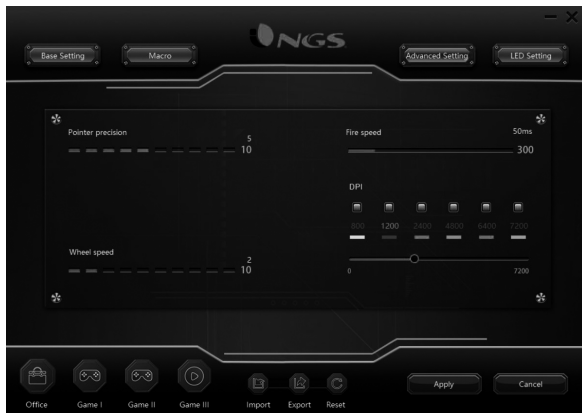 NGS
Base Setting
Macro
Advanced Setting
LED Setting
Pointer precision
5
10
Fire speed
50ms
300
DPI
800 1200 2400 4800 6400 7200
Wheel speed
2
10
0 7200
Office
Game I
Game II
Game III
Import
Export
Reset
Apply
Cancel